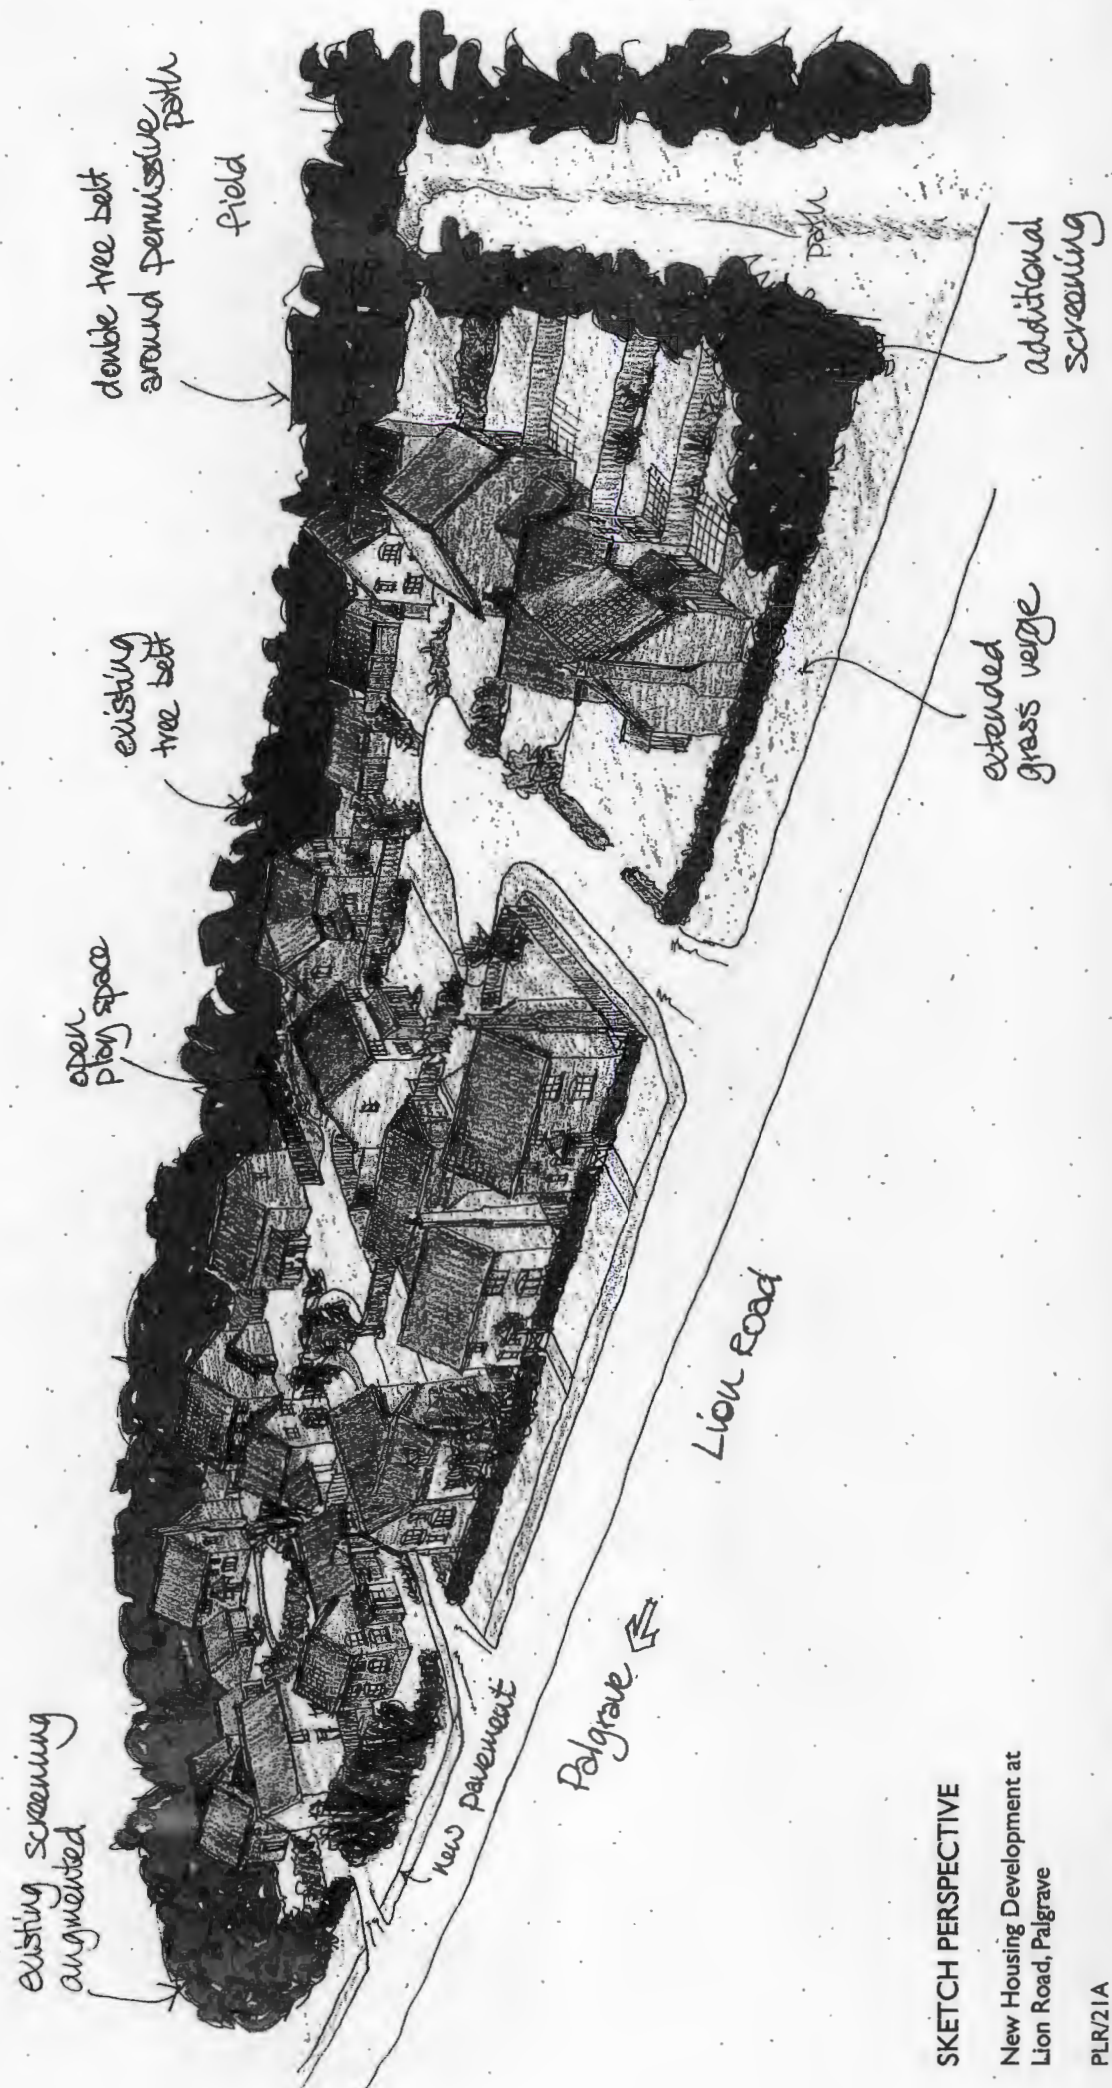 existing screening
augmented
open
play space
existing
tree belt
double tree belt
around permissive
path
field
path
additional
screening
extended
grass verge
Lion Road
Palgrave
new pavement
SKETCH PERSPECTIVE
New Housing Development at
Lion Road, Palgrave
PLR/21A